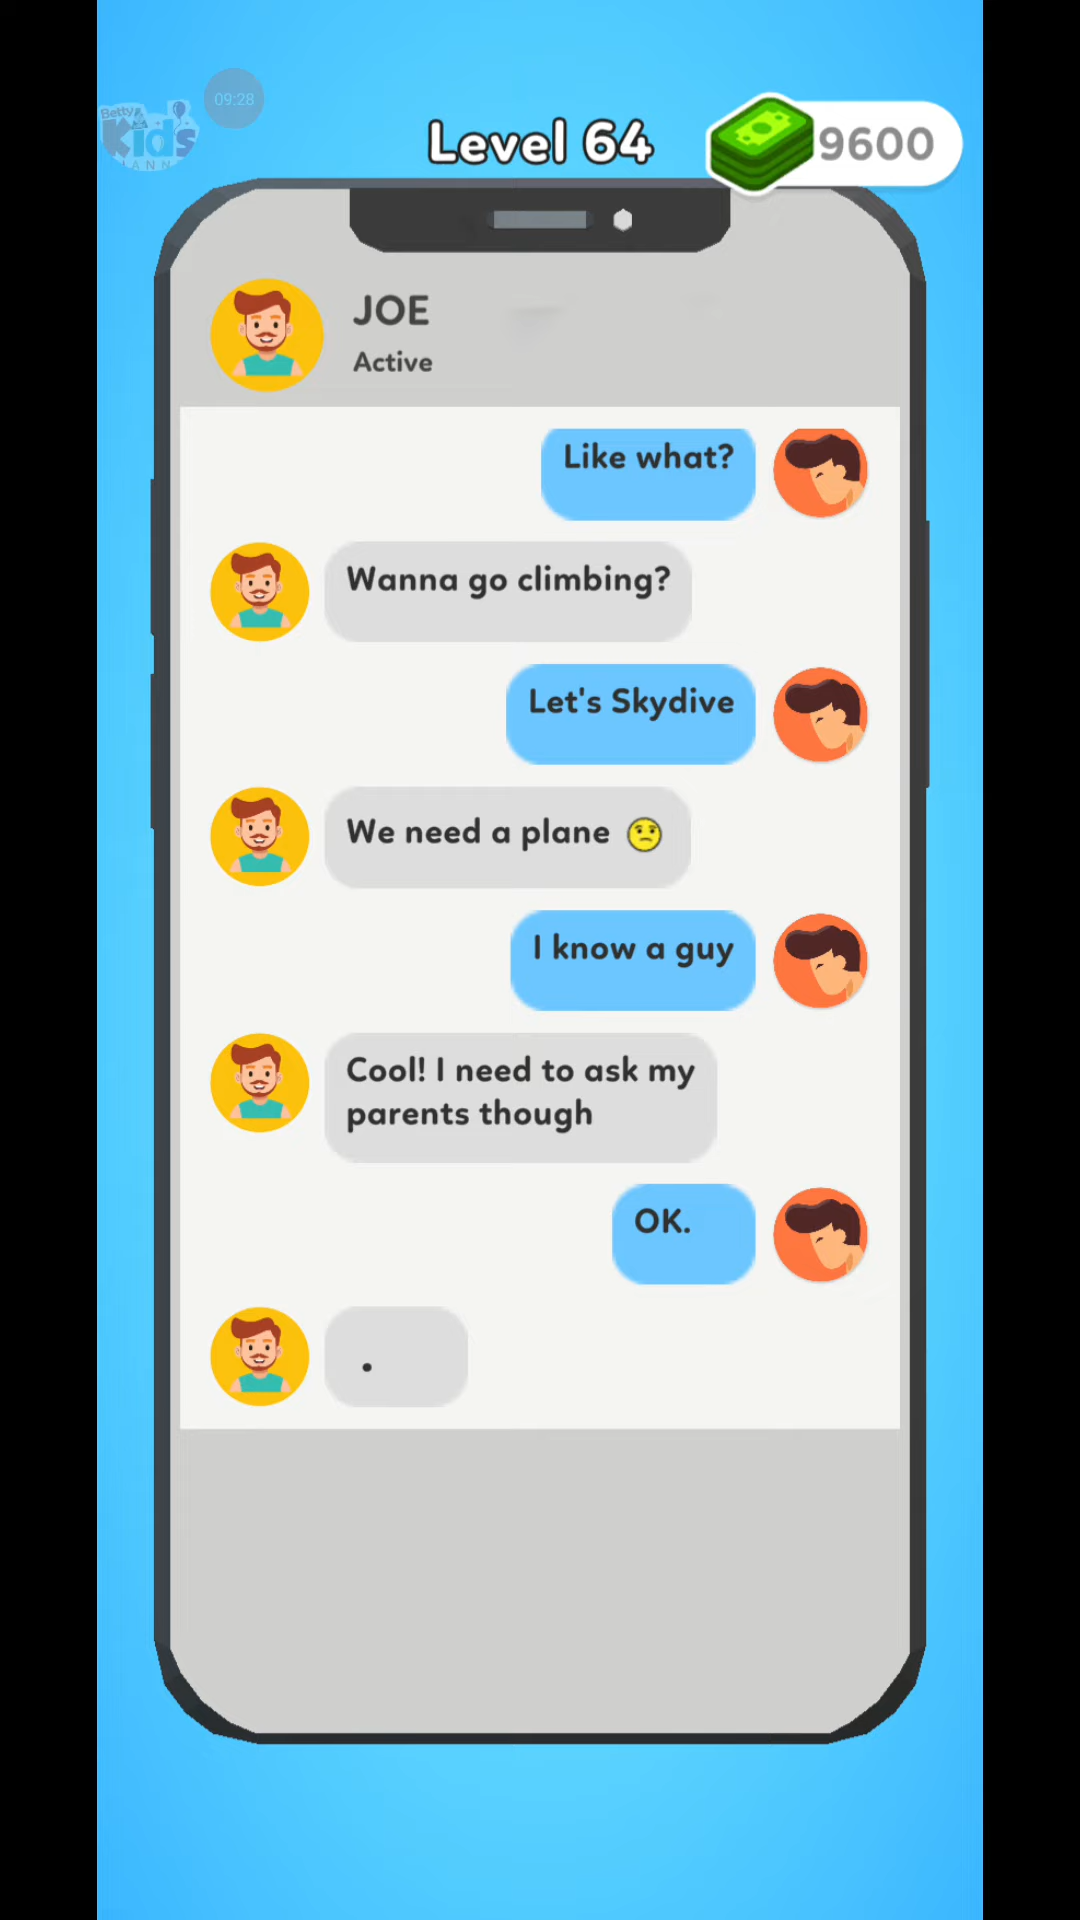 09:28
Betty
Kids
Level 64
9600
JOE
Active
Like what?
Wanna go climbing?
Let's Skydive
We need a plane
I know a guy
Cool! I need to ask my
parents though
OK.
.